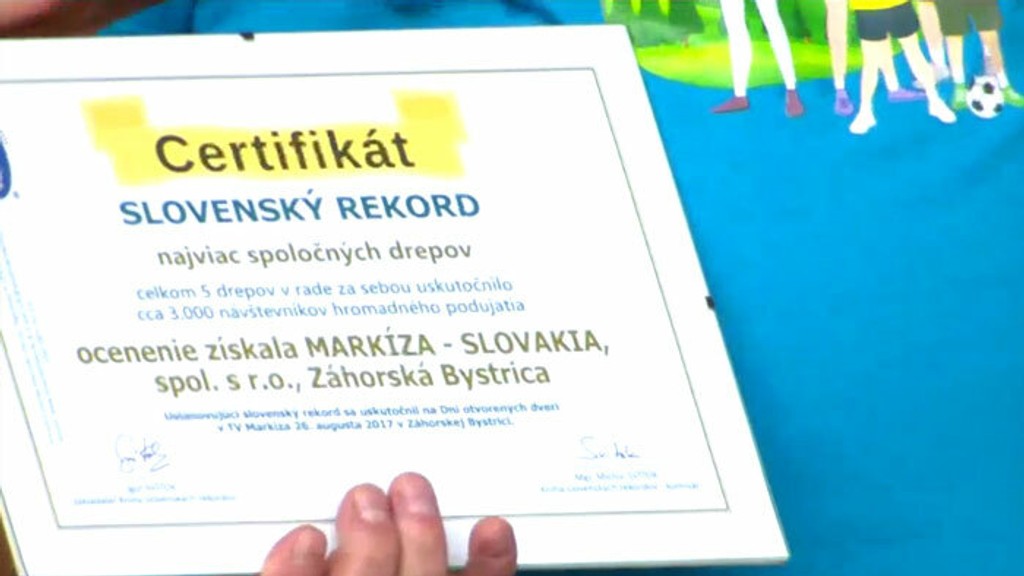 Certifikát
SLOVENSKÝ REKORD
najviac spoločných drepov
celkom 5 drepov v rade za sebou uskutočnilo
cca 3.000 návštevníkov hromadného podujatia
ocenenie získala MARKÍZA - SLOVAKIA,
spol. s r.o., Záhorská Bystrica
slovenský rekord sa uskutočnil na Dni otvorených dverí
v TV Markíza 26. augusta 2017 v Záhorskej Bystrici.